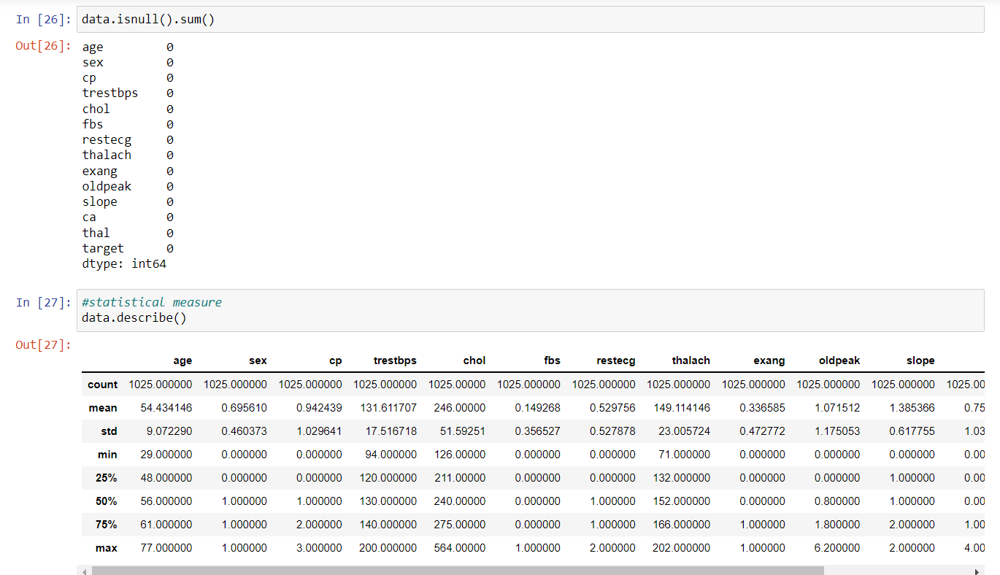 In [26]: data.isnull().sum()
Out[26]: age 0
sex 0
cp 0
trestbps 0
chol 0
fbs 0
restecg 0
thalach 0
exang 0
oldpeak 0
slope 0
ca 0
thal 0
target 0
dtype: int64
In [27]: #statistical measure
data.describe()
Out[27]:
age sex cp trestbps chol fbs restecg thalach exang oldpeak slope
count 1025.000000 1025.000000 1025.000000 1025.000000 1025.00000 1025.000000 1025.000000 1025.000000 1025.000000 1025.000000 1025.000000 1025.00
mean 54.434146 0.695610 0.942439 131.611707 246.00000 0.149268 0.529756 149.114146 0.336585 1.071512 1.385366 0.75
std 9.072290 0.460373 1.029641 17.516718 51.59251 0.356527 0.527878 23.005724 0.472772 1.175053 0.617755 1.03
min 29.000000 0.000000 0.000000 94.000000 126.00000 0.000000 0.000000 71.000000 0.000000 0.000000 0.000000 0.00
25% 48.000000 0.000000 0.000000 120.000000 211.00000 0.000000 0.000000 132.000000 0.000000 0.000000 1.000000 0.00
50% 56.000000 1.000000 1.000000 130.000000 240.00000 0.000000 1.000000 152.000000 0.000000 0.800000 1.000000 0.00
75% 61.000000 1.000000 2.000000 140.000000 275.00000 0.000000 1.000000 166.000000 1.000000 1.800000 2.000000 1.00
max 77.000000 1.000000 3.000000 200.000000 564.00000 1.000000 2.000000 202.000000 1.000000 6.200000 2.000000 4.00